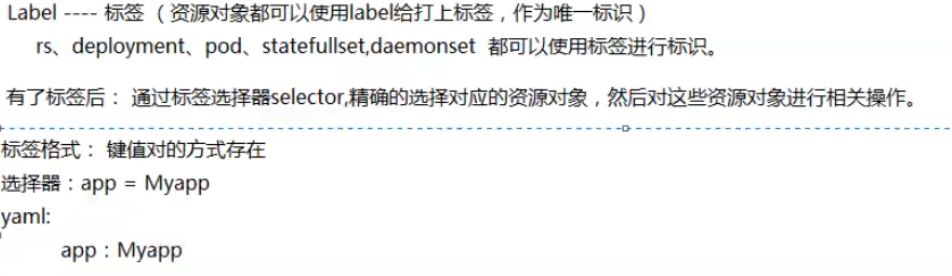 Label ---- 标签 （资源对象都可以使用label给打上标签，作为唯一标识）
rs、deployment、pod、statefullset,daemonset 都可以使用标签进行标识。
有了标签后： 通过标签选择器selector,精确的选择对应的资源对象，然后对这些资源对象进行相关操作。
标签格式： 键值对的方式存在
选择器：app = Myapp
yaml:
app：Myapp